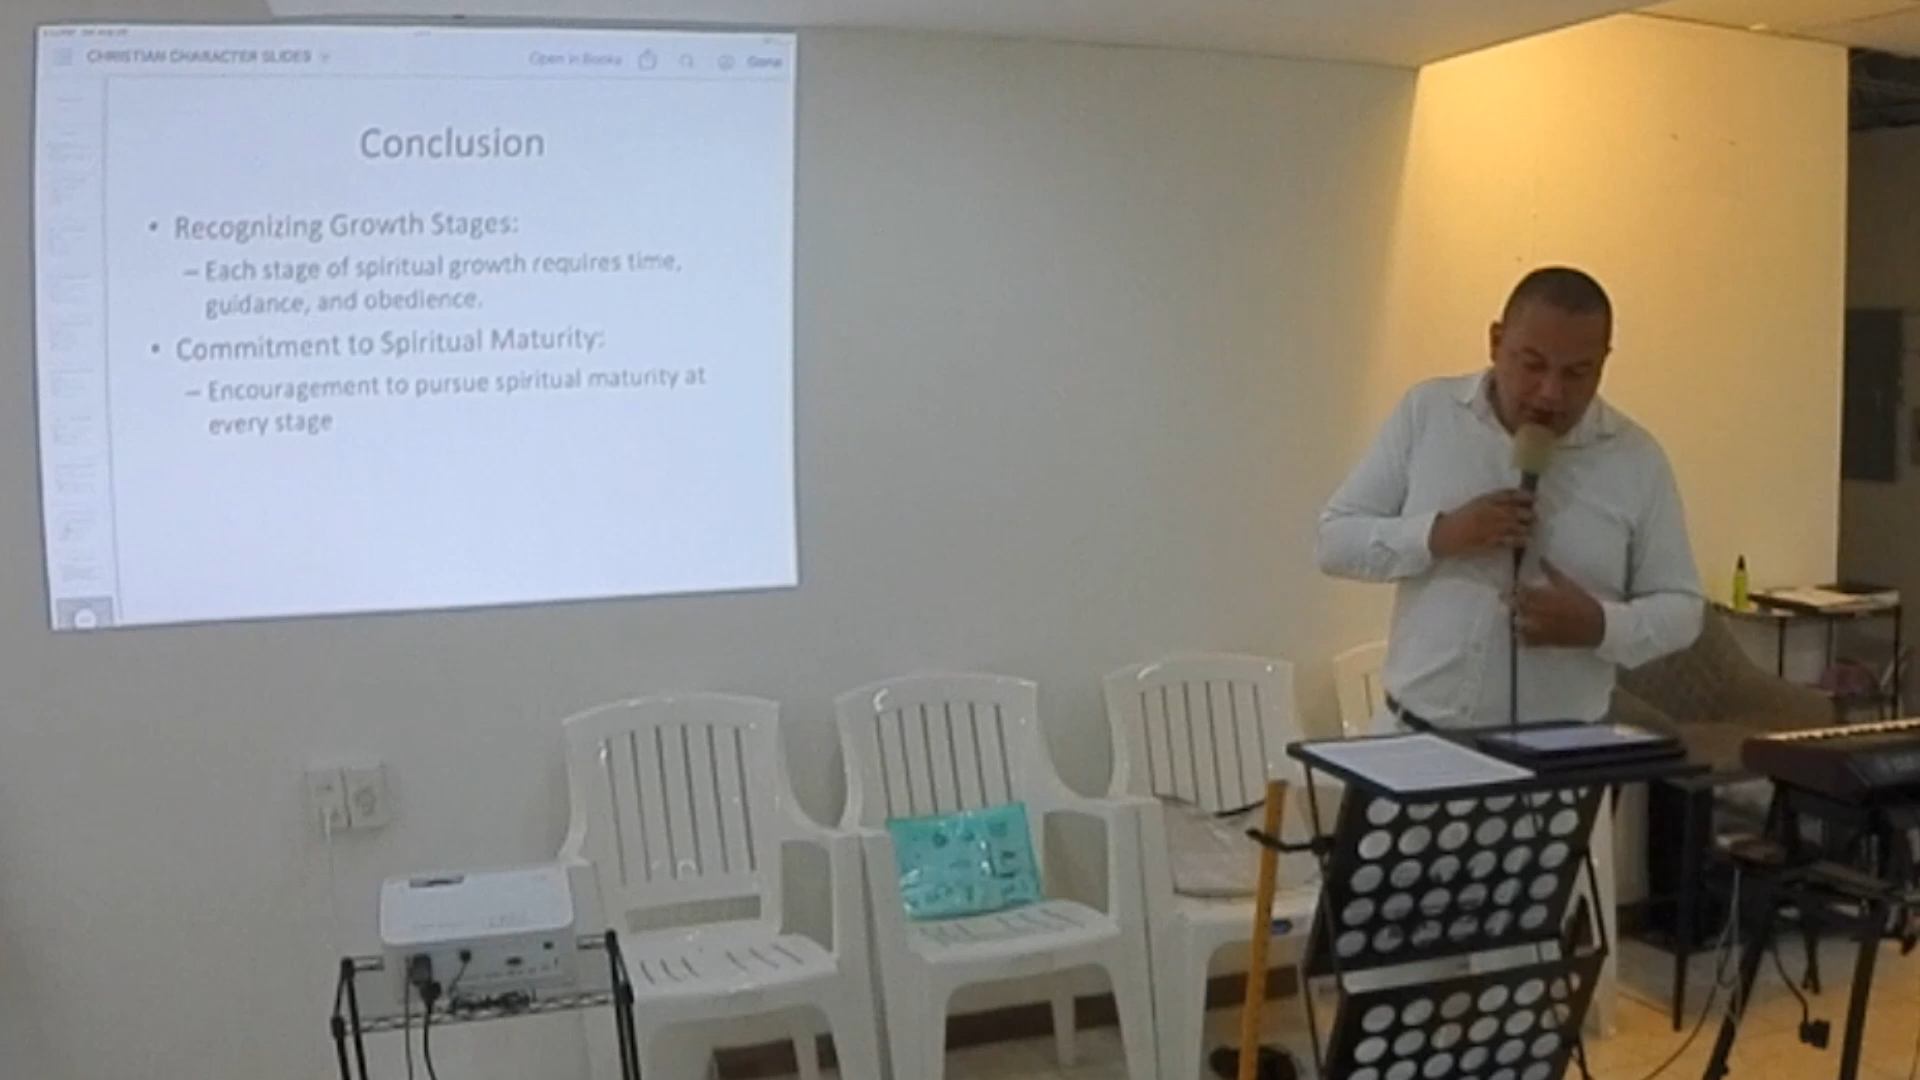 CHRISTIAN CHARACTER SLIDES
Open in Books
Done
Conclusion
• Recognizing Growth Stages:
– Each stage of spiritual growth requires time,
guidance, and obedience.
• Commitment to Spiritual Maturity:
– Encouragement to pursue spiritual maturity at
every stage